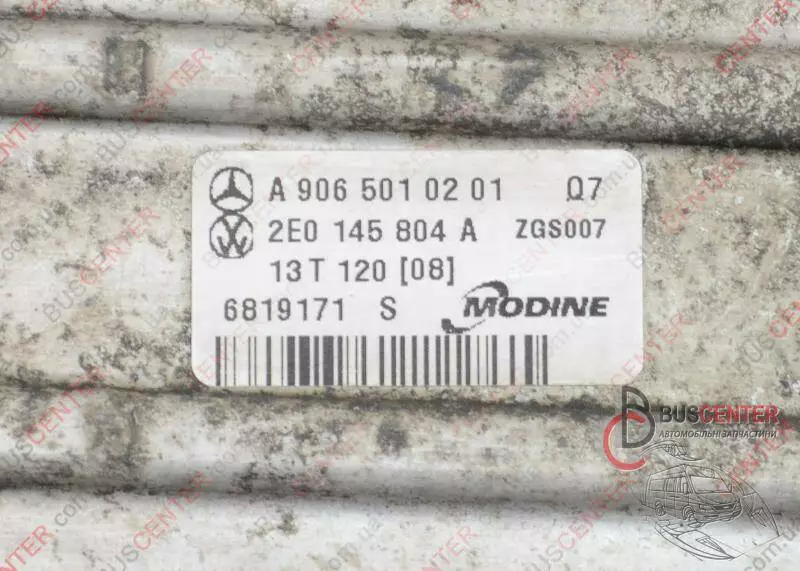 A 906 501 02 01 Q7
2E0 145 804 A ZGS007
13 T 120 [08]
6819171 S MODINE
BUSCENTER
АВТОМОБІЛЬНІ ЗАПЧАСТИНИ